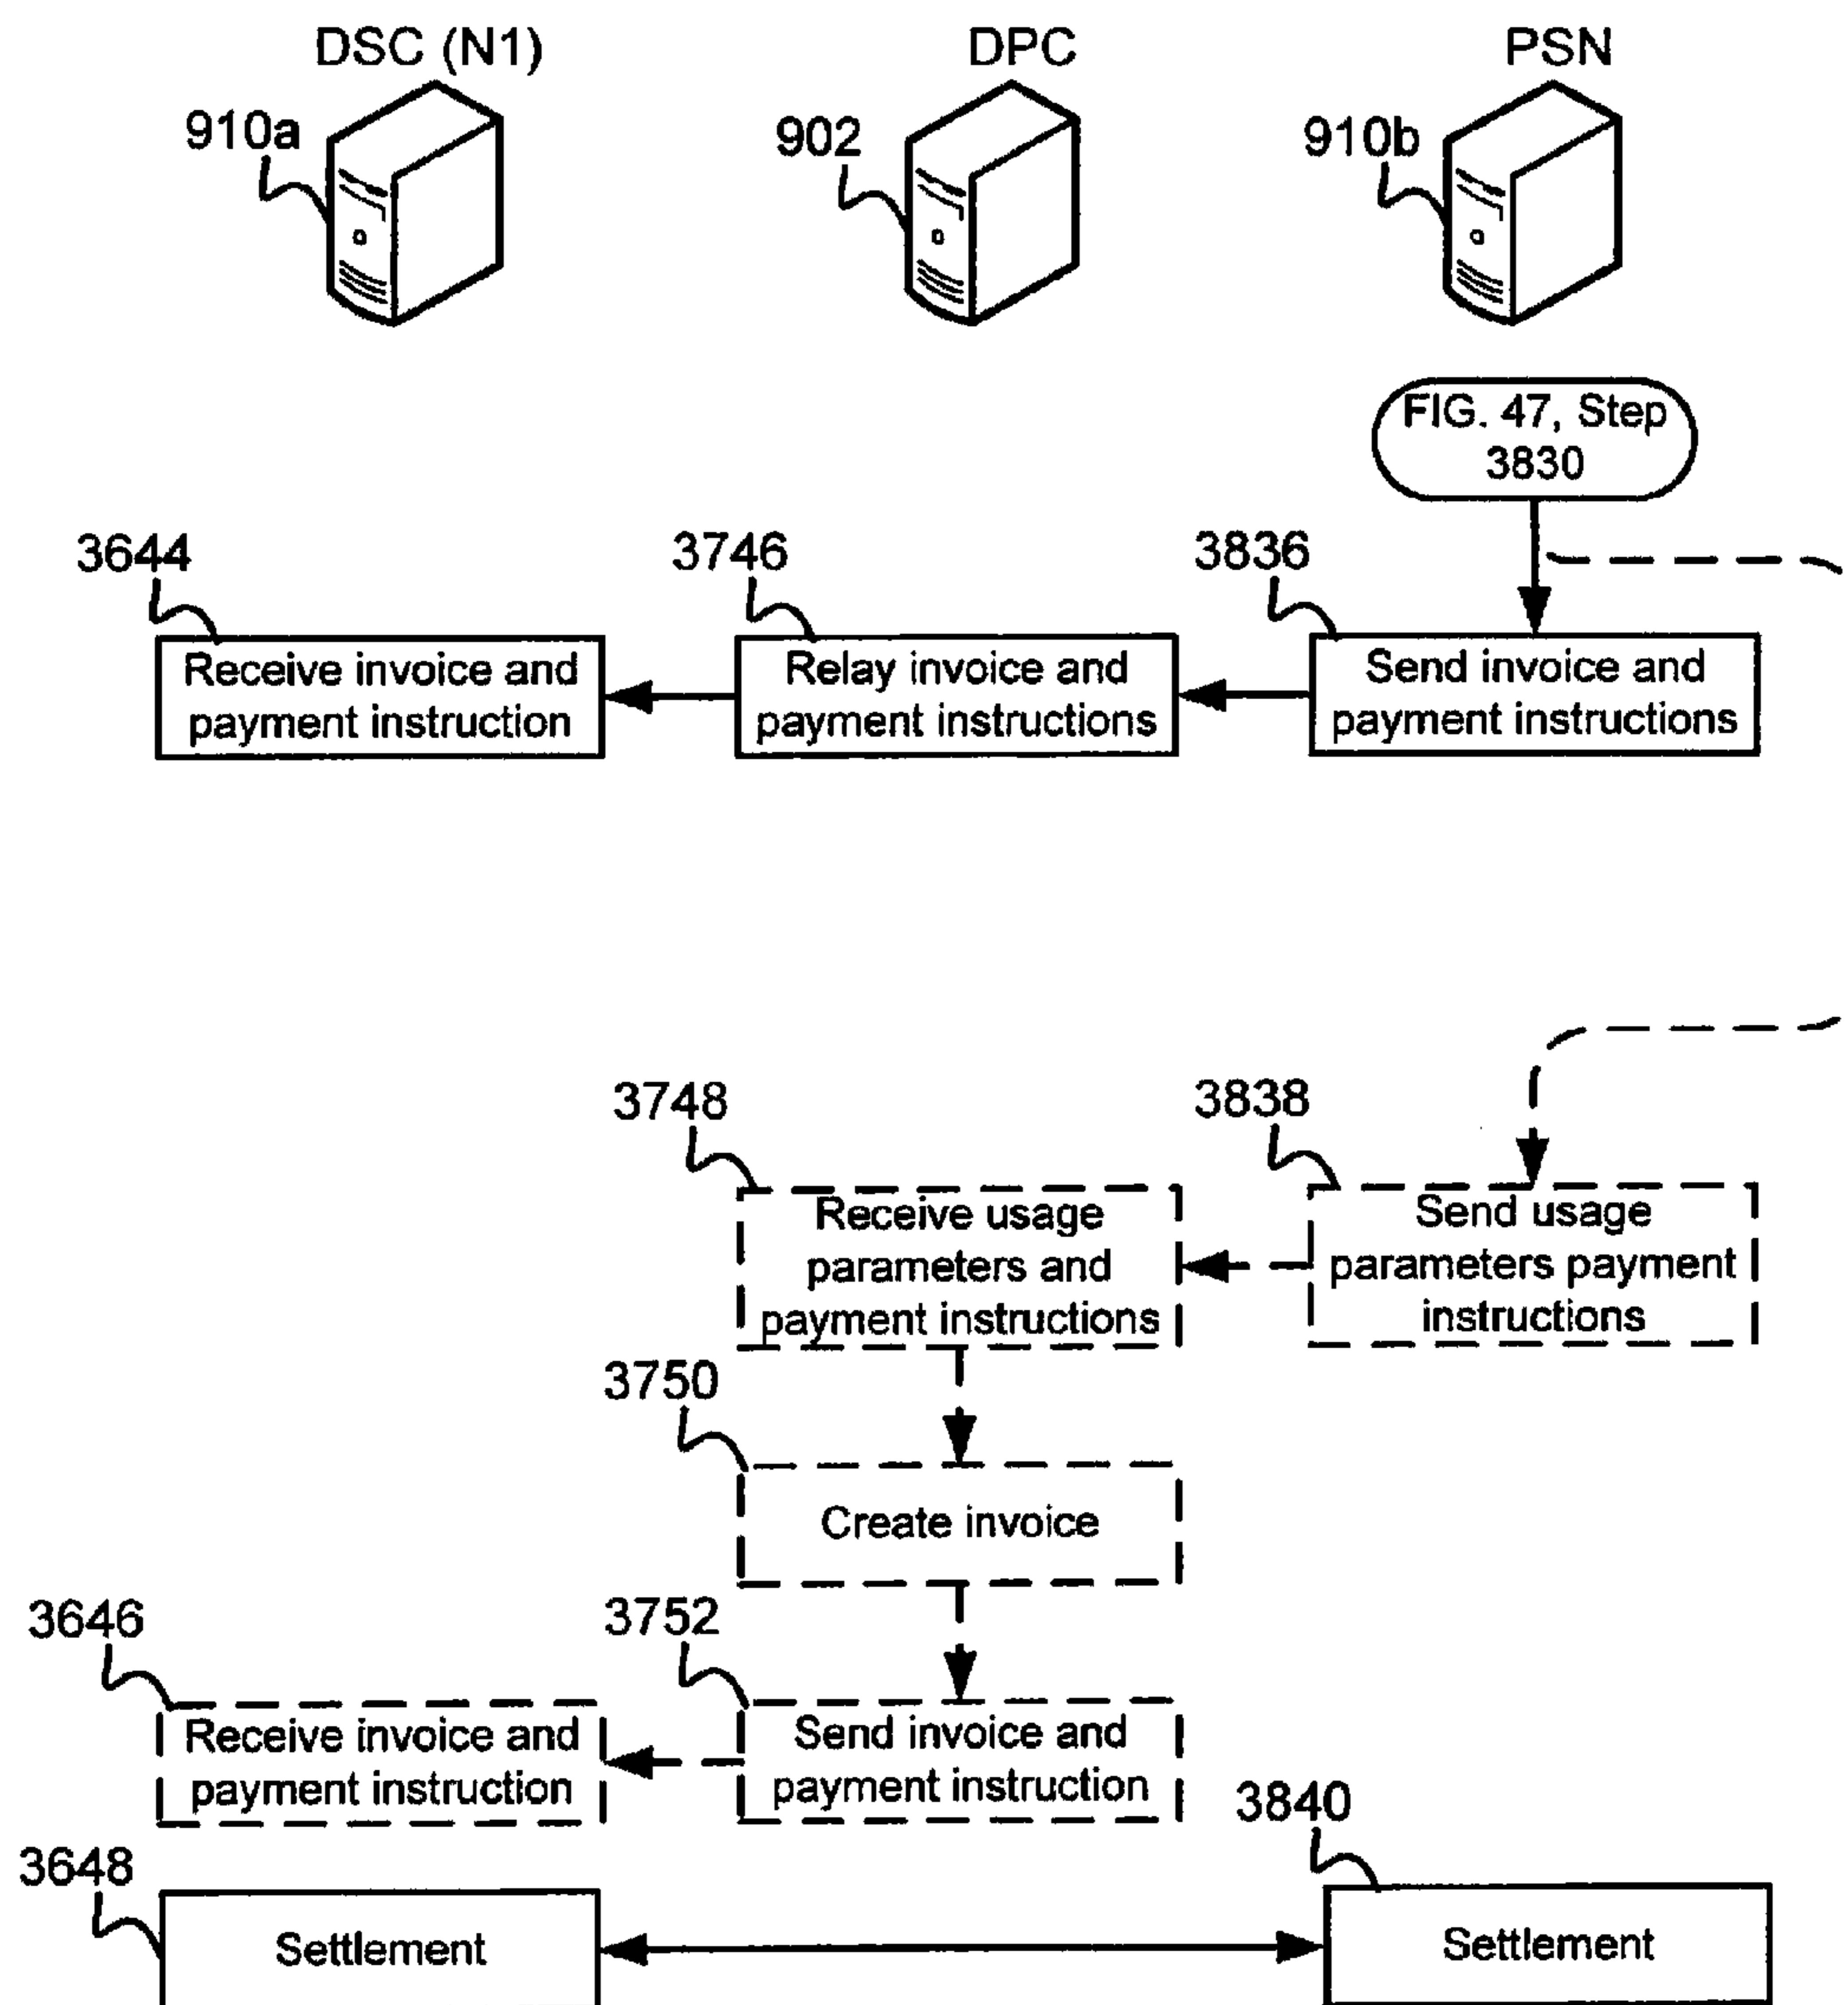 DSC (N1)
DPC
PSN
910a
902
910b
FIG. 47, Step
3830
3644
3746
3836
Receive invoice and
payment instruction
Relay invoice and
payment instructions
Send invoice and
payment instructions
3748
3838
Receive usage
parameters and
payment instructions
Send usage
parameters payment
instructions
3750
Create invoice
3646
3752
Receive invoice and
payment instruction
Send invoice and
payment instruction
3840
3648
Settlement
Settlement